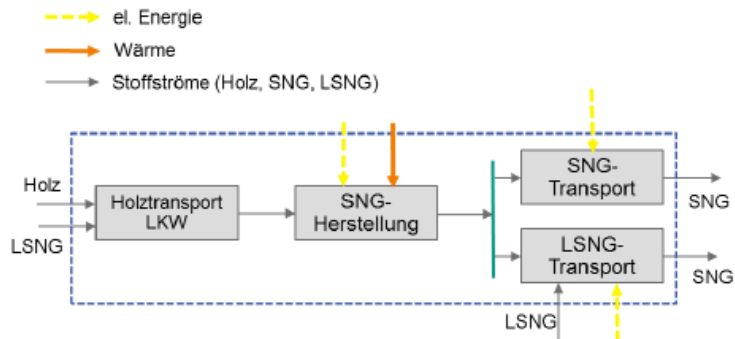 el. Energie
Wärme
Stoffströme (Holz, SNG, LSNG)
Holz
LSNG
Holztransport
LKW
SNG-
Herstellung
SNG-
Transport
SNG
LSNG-
Transport
SNG
LSNG